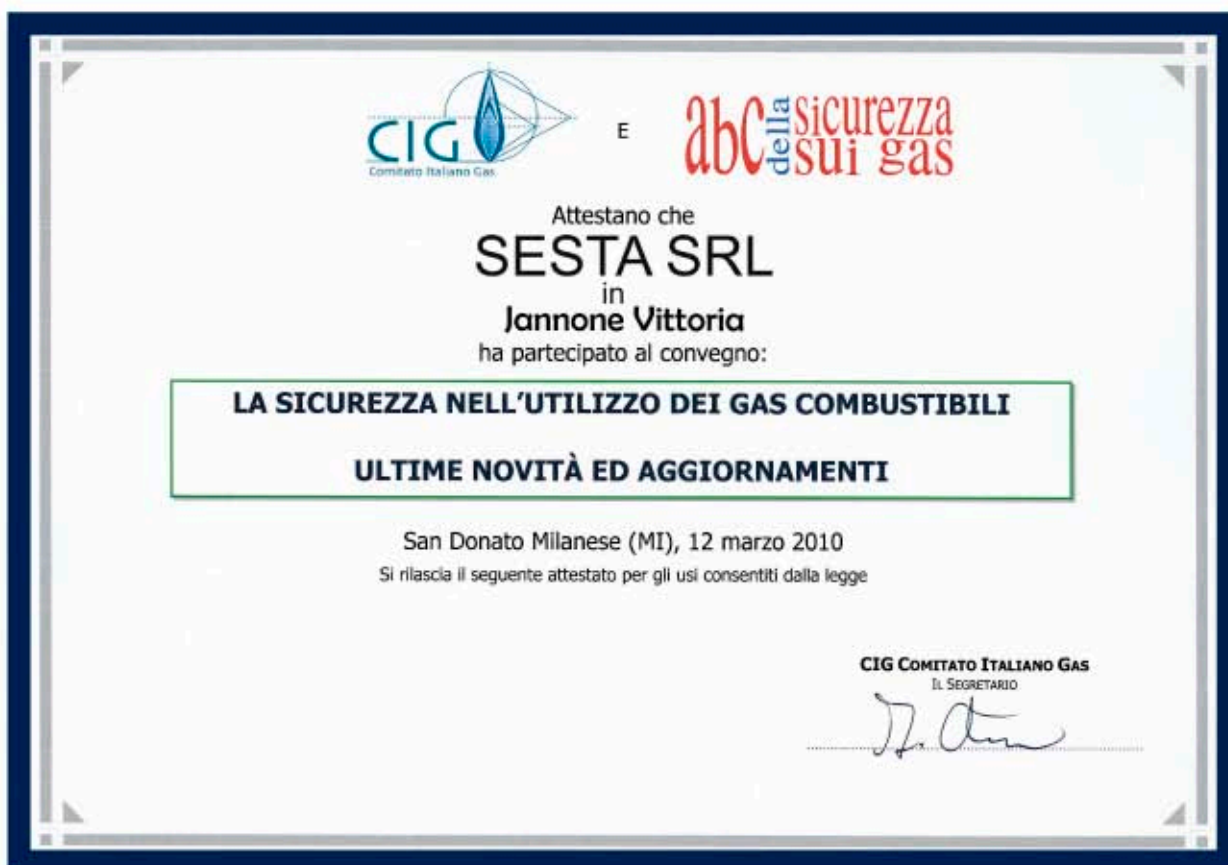 CIG
Comitato Italiano Gas
E
abc della sicurezza sui gas
Attestano che
SESTA SRL
in
Jannone Vittoria
ha partecipato al convegno:
LA SICUREZZA NELL'UTILIZZO DEI GAS COMBUSTIBILI
ULTIME NOVITÀ ED AGGIORNAMENTI
San Donato Milanese (MI), 12 marzo 2010
Si rilascia il seguente attestato per gli usi consentiti dalla legge
CIG COMITATO ITALIANO GAS
IL SEGRETARIO